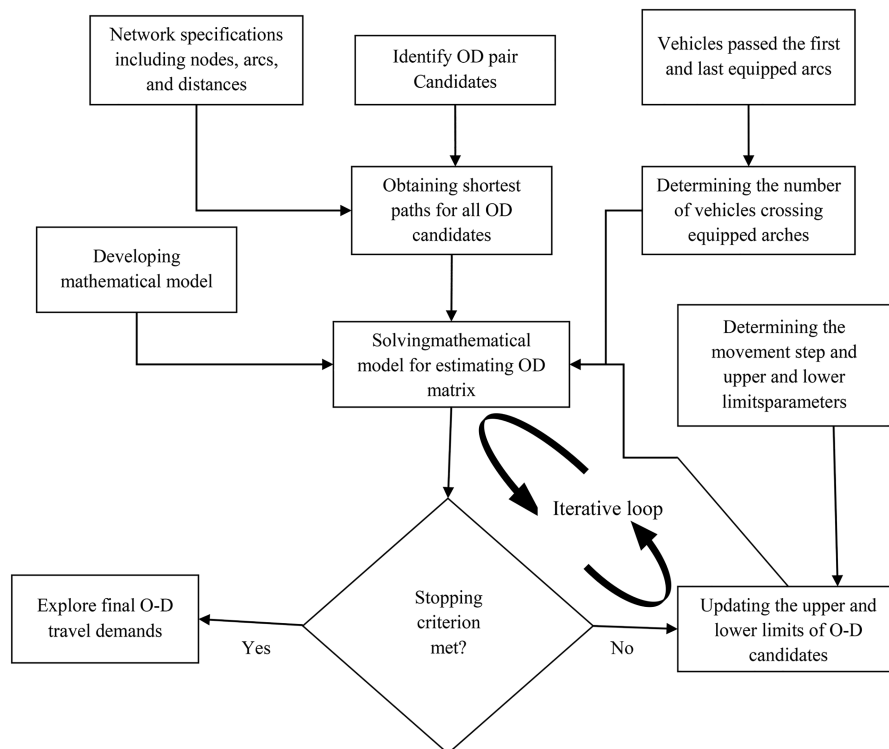 Network specifications
including nodes, arcs,
and distances
Identify OD pair
Candidates
Vehicles passed the first
and last equipped arcs
Obtaining shortest
paths for all OD
candidates
Determining the number
of vehicles crossing
equipped arches
Developing
mathematical model
Solvingmathematical
model for estimating OD
matrix
Determining the
movement step and
upper and lower
limitsparameters
Iterative loop
Explore final O-D
travel demands
Yes
Stopping
criterion
met?
No
Updating the upper and
lower limits of O-D
candidates